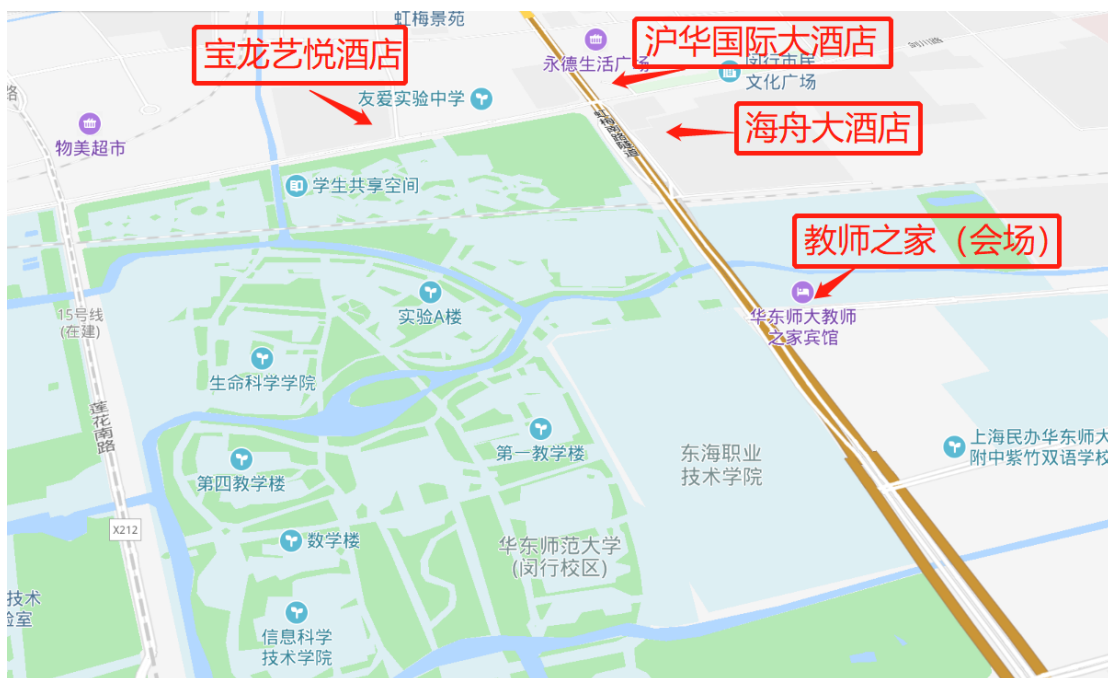 虹梅景苑
宝龙艺悦酒店
沪华国际大酒店
永德生活广场
闵行市民
文化广场
路
友爱实验中学
海舟大酒店
物美超市
虹梅南路隧道
学生共享空间
教师之家（会场）
15号线
(在建)
实验A楼
华东师大教师
之家宾馆
生命科学学院
莲花南路
第一教学楼
东海职业
技术学院
上海民办华东师大
附中紫竹双语学校
第四教学楼
X212
数学楼
华东师范大学
(闵行校区)
技术
验室
信息科学
技术学院